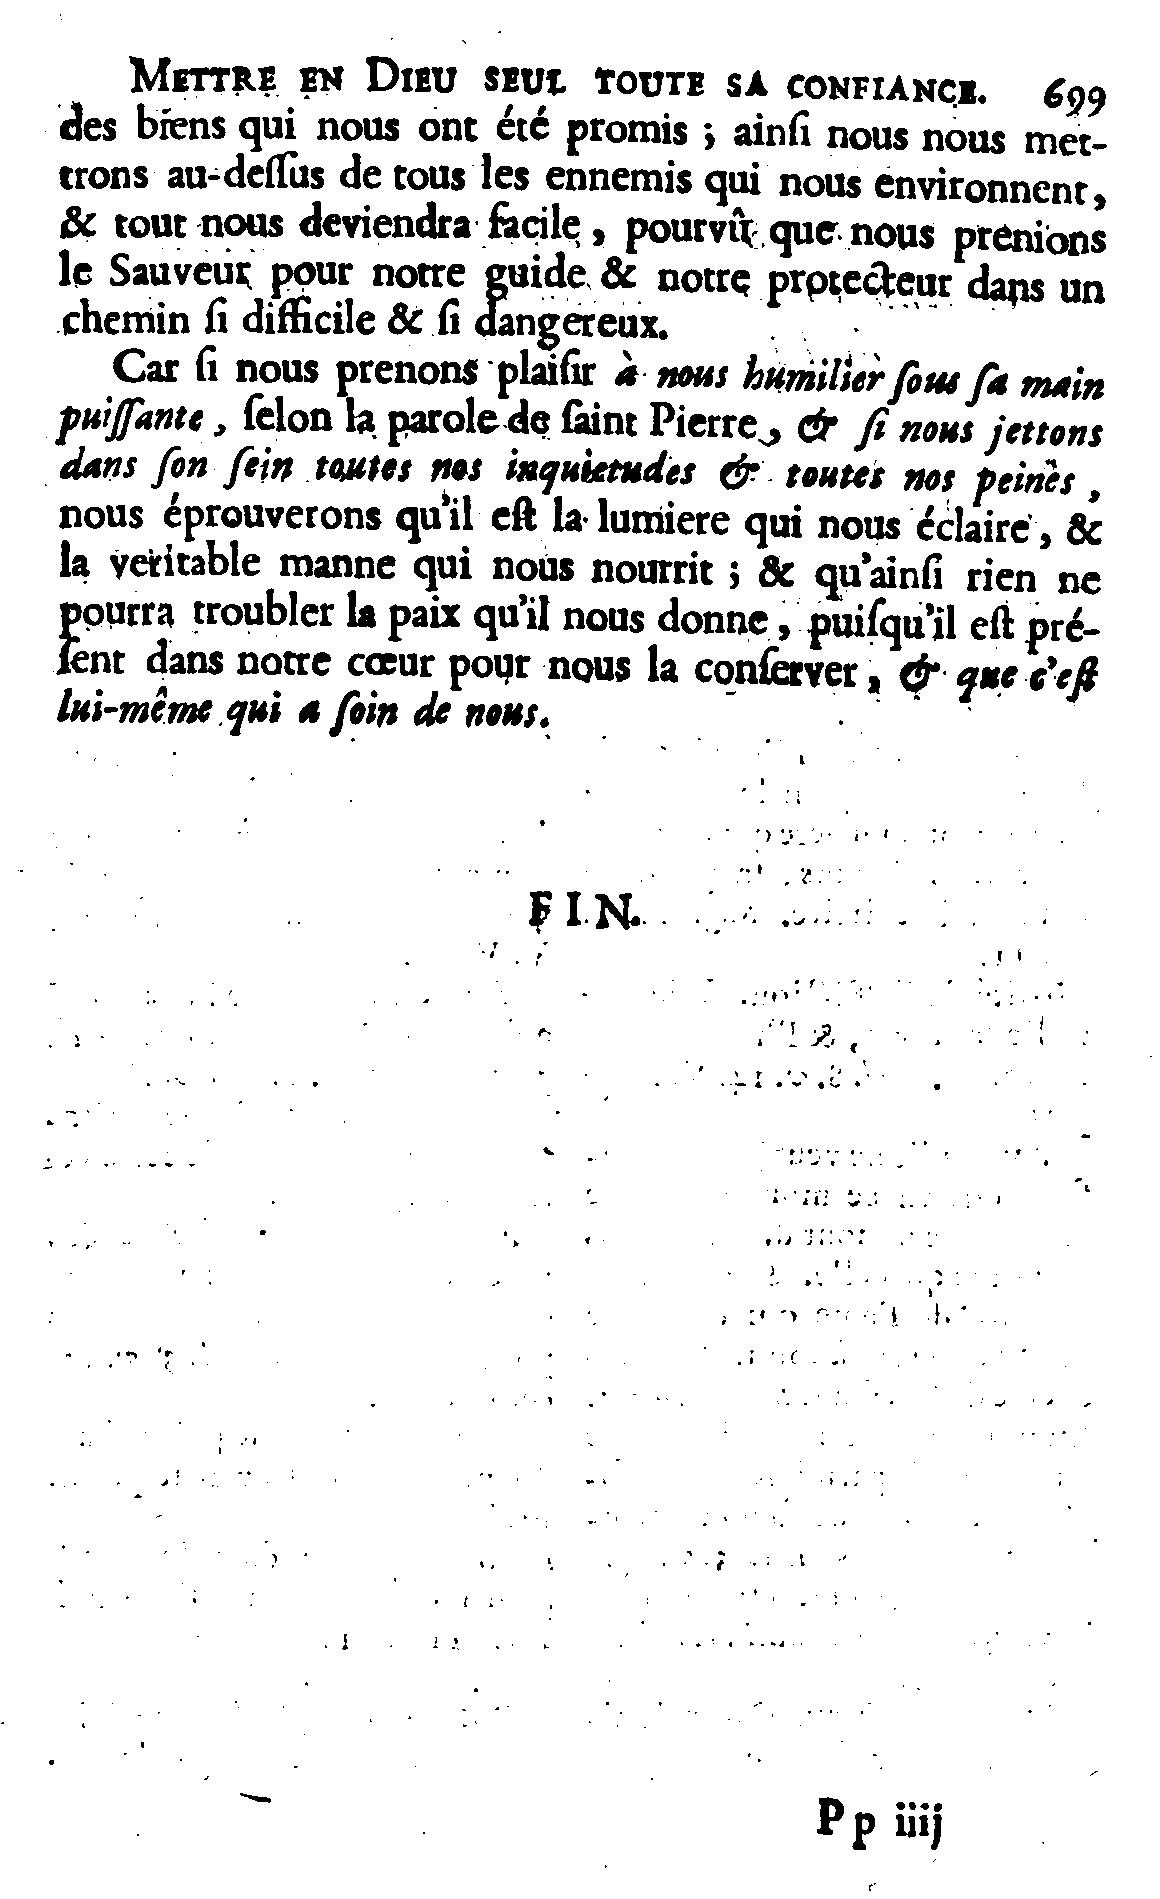 METTRE EN DIEU SEUL TOUTE SA CONFIANCE. 699
des biens qui nous ont été promis ; ainſi nous nous met-
trons au-deſſus de tous les ennemis qui nous environnent,
& tout nous deviendra facile, pourvû que nous prenions
le Sauveur pour notre guide & notre protecteur dans un
chemin ſi difficile & ſi dangereux.
Car ſi nous prenons plaiſir à nous humilier ſous ſa main
puiſſante, ſelon la parole de ſaint Pierre, & ſi nous jettons
dans ſon ſein toutes nos inquietudes & toutes nos peines,
nous éprouverons qu'il eſt la lumiere qui nous éclaire, &
la veritable manne qui nous nourrit ; & qu'ainſi rien ne
pourra troubler la paix qu'il nous donne, puiſqu'il eſt pré-
ſent dans notre cœur pour nous la conſerver, & que c'eſt
lui-même qui a ſoin de nous.
FIN.
Pp iiij